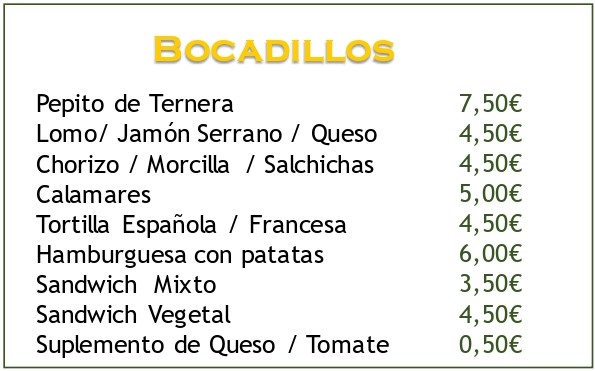 BOCADILLOS
Pepito de Ternera 7,50€
Lomo/ Jamón Serrano / Queso 4,50€
Chorizo / Morcilla / Salchichas 4,50€
Calamares 5,00€
Tortilla Española / Francesa 4,50€
Hamburguesa con patatas 6,00€
Sandwich Mixto 3,50€
Sandwich Vegetal 4,50€
Suplemento de Queso / Tomate 0,50€